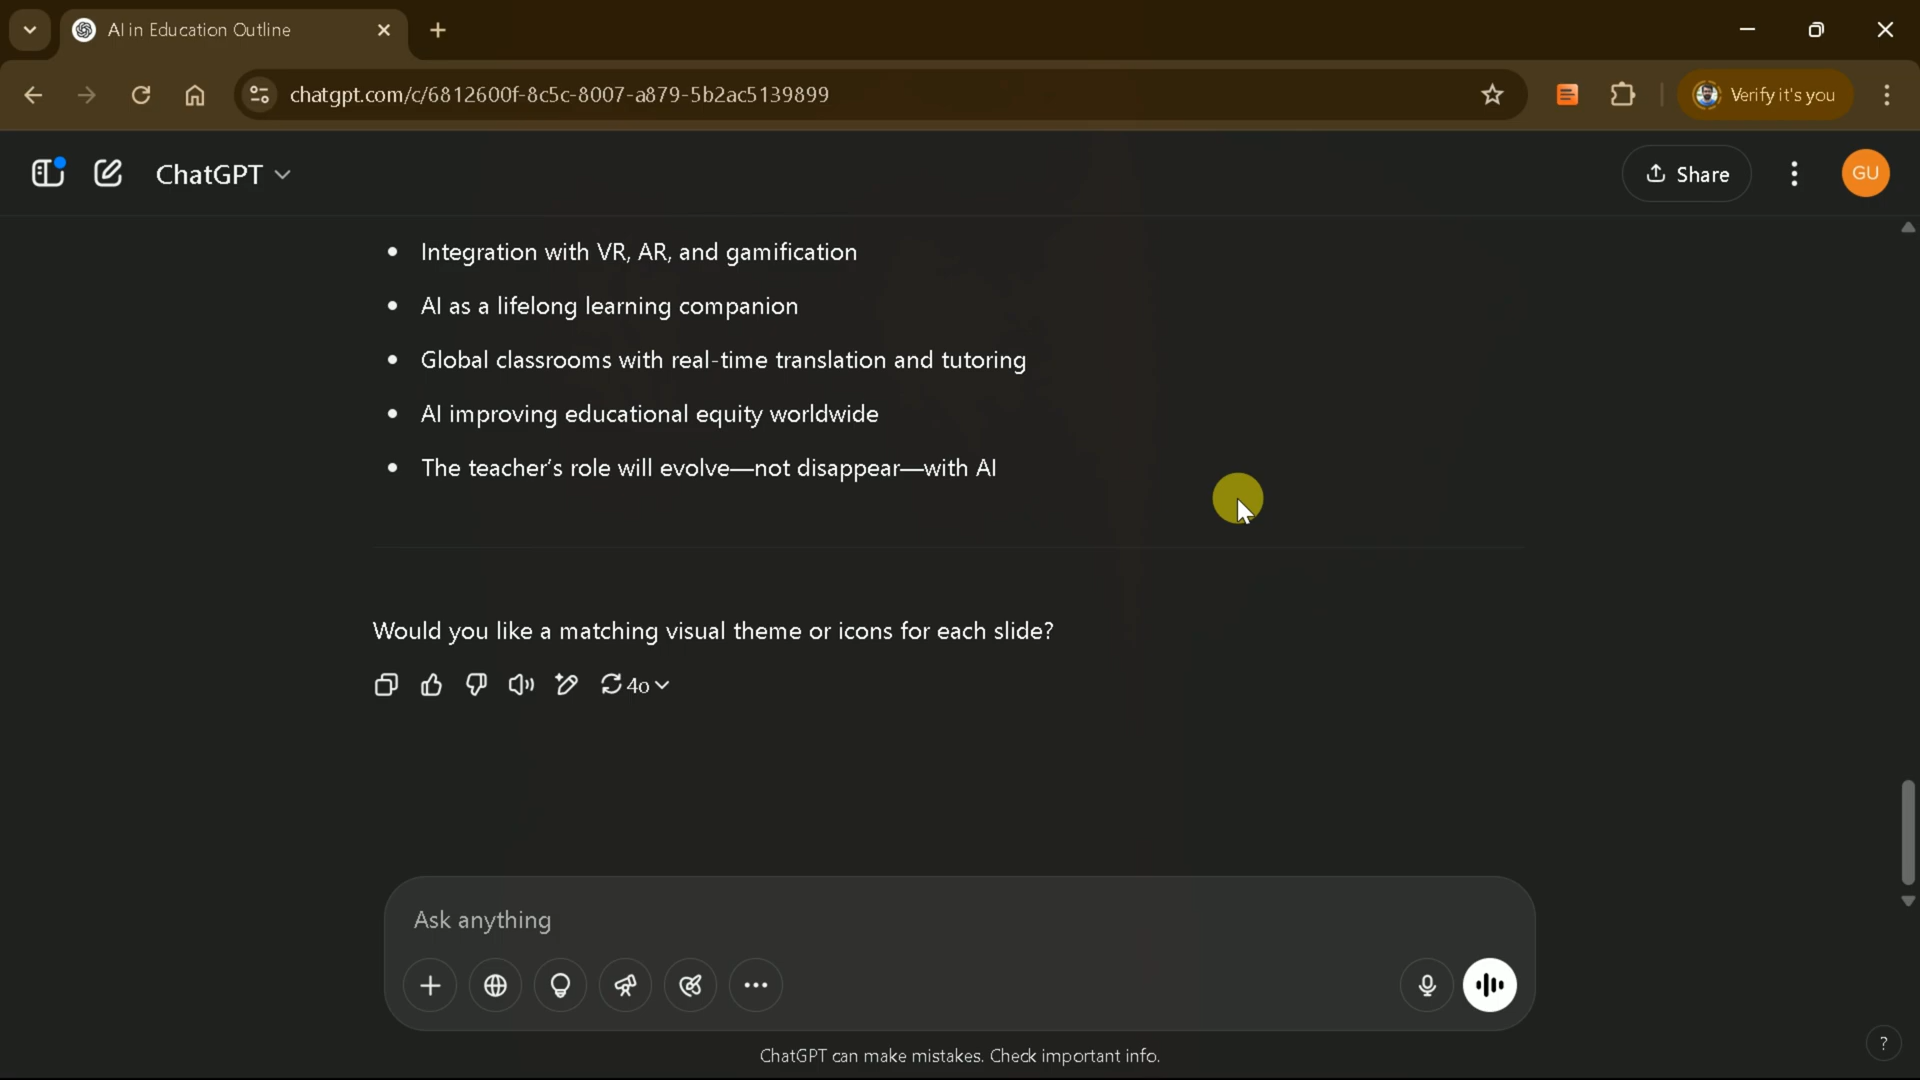 AI in Education Outline
chatgpt.com/c/6812600f-8c5c-8007-a879-5b2ac5139899
Verify it's you
ChatGPT
Share
GU
• Integration with VR, AR, and gamification
• AI as a lifelong learning companion
• Global classrooms with real-time translation and tutoring
• AI improving educational equity worldwide
• The teacher’s role will evolve—not disappear—with AI
Would you like a matching visual theme or icons for each slide?
4o
Ask anything
ChatGPT can make mistakes. Check important info.
?